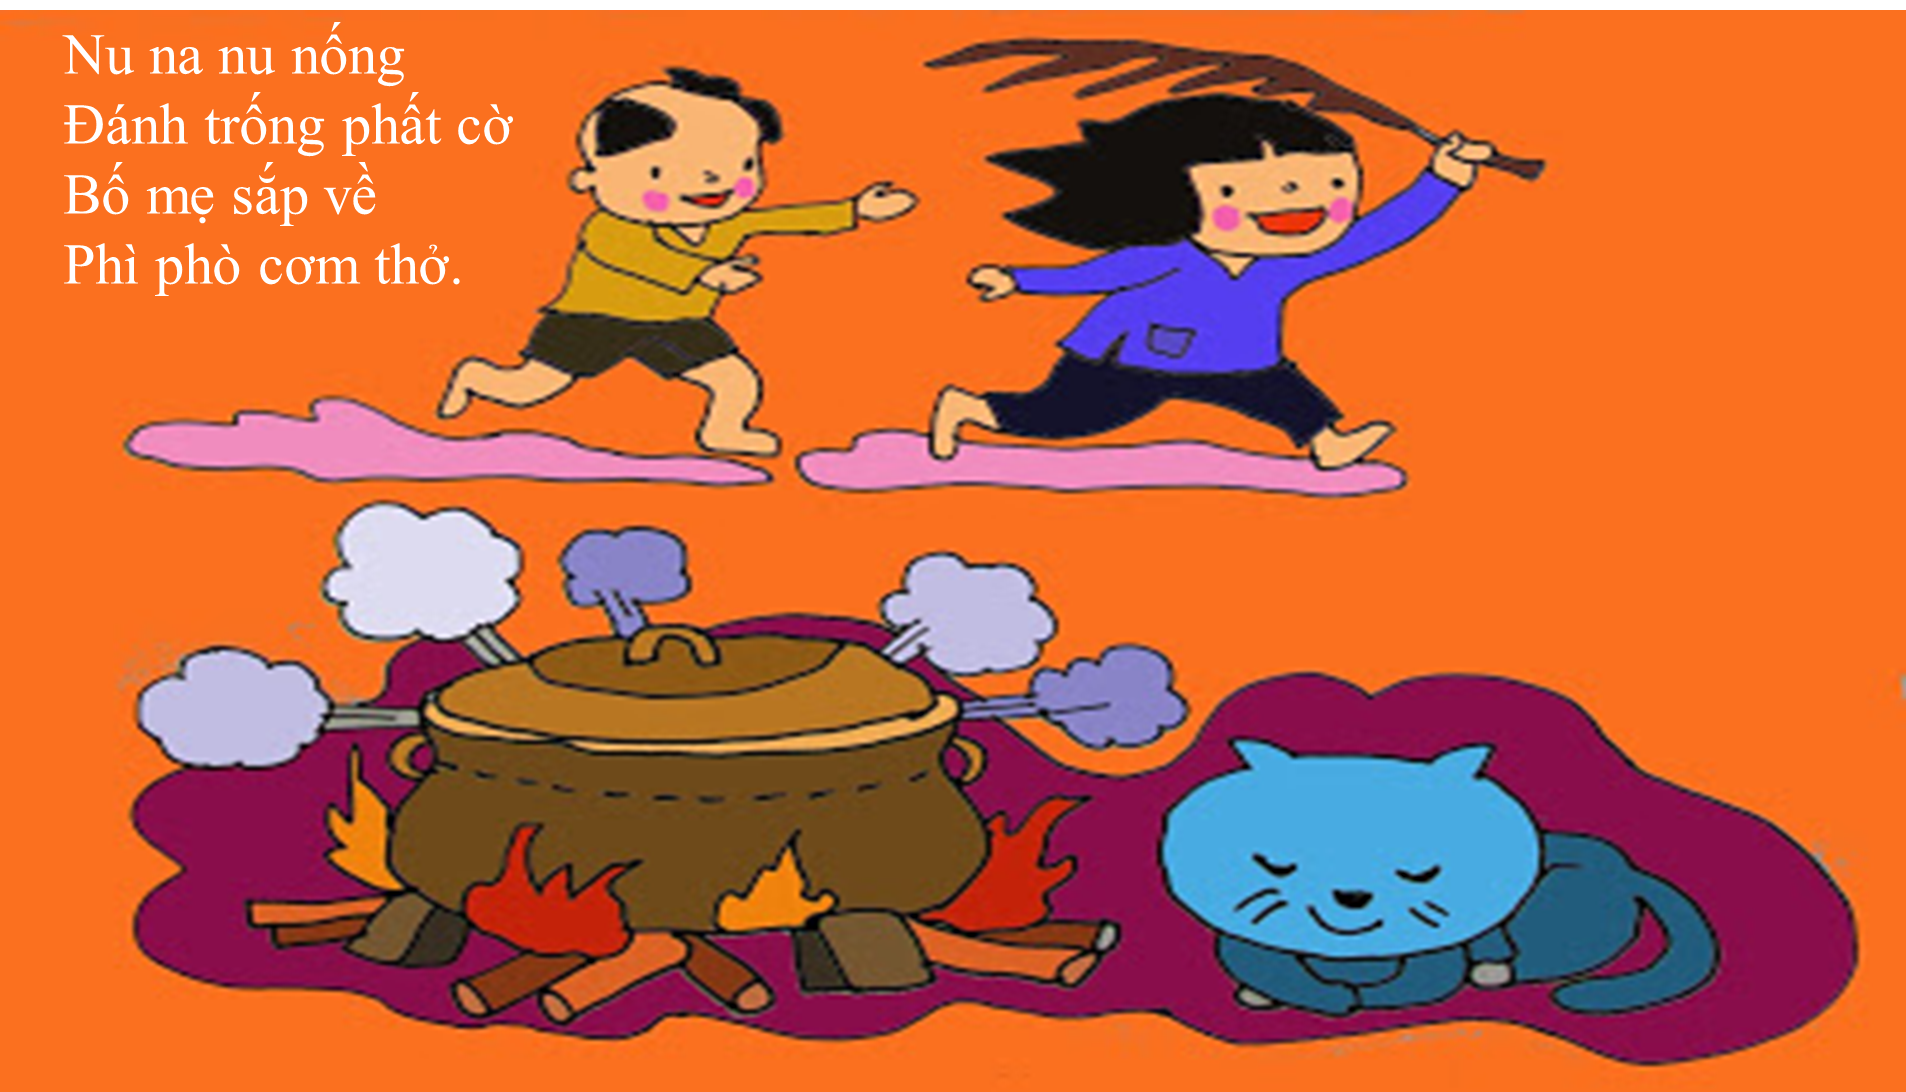 Nu na nu nống
Đánh trống phất cờ
Bố mẹ sắp về
Phì phò cơm thở.